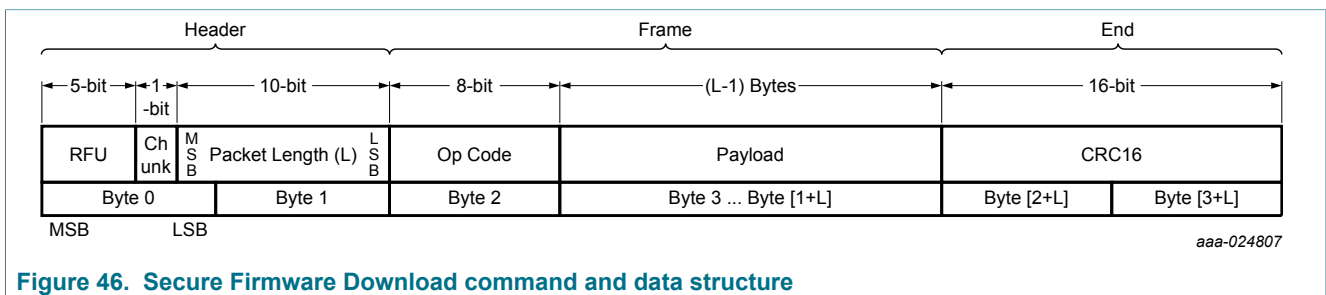 Header Frame End
5-bit 1 -bit 10-bit 8-bit (L-1) Bytes 16-bit
RFU Ch unk MSB Packet Length (L) LSB Op Code Payload CRC16
Byte 0 Byte 1 Byte 2 Byte 3 ... Byte [1+L] Byte [2+L] Byte [3+L]
MSB LSB
aaa-024807
Figure 46. Secure Firmware Download command and data structure